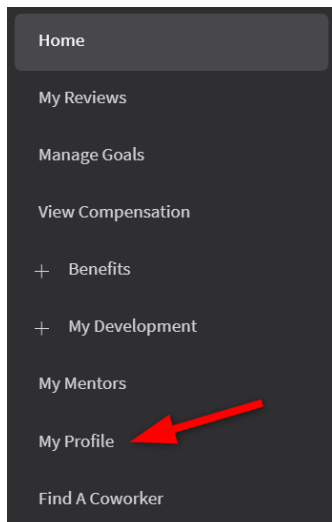 Home
My Reviews
Manage Goals
View Compensation
+ Benefits
+ My Development
My Mentors
My Profile
Find A Coworker